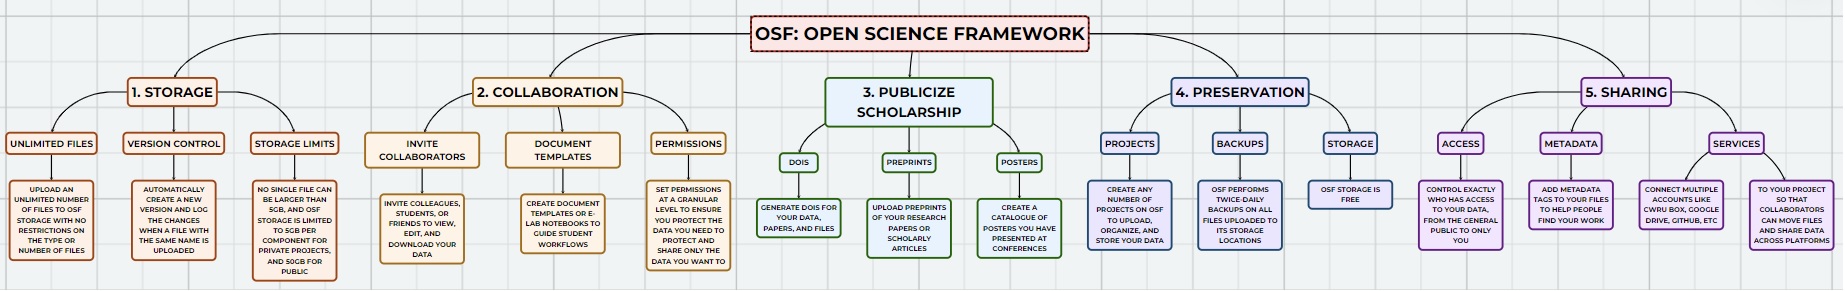 OSF: OPEN SCIENCE FRAMEWORK
1. STORAGE
UNLIMITED FILES
UPLOAD AN
UNLIMITED NUMBER
OF FILES TO OSF
STORAGE WITH NO
RESTRICTIONS ON
THE TYPE OR
NUMBER OF FILES
VERSION CONTROL
AUTOMATICALLY
CREATE A NEW
VERSION AND LOG
THE CHANGES
WHEN A FILE WITH
THE SAME NAME IS
UPLOADED
STORAGE LIMITS
NO SINGLE FILE CAN
BE LARGER THAN
5GB, AND OSF
STORAGE IS LIMITED
TO 5GB PER
COMPONENT FOR
PRIVATE PROJECTS,
AND 50GB FOR
PUBLIC
2. COLLABORATION
INVITE
COLLABORATORS
INVITE COLLEAGUES,
STUDENTS, OR
FRIENDS TO VIEW,
EDIT, AND
DOWNLOAD YOUR
DATA
DOCUMENT
TEMPLATES
CREATE DOCUMENT
TEMPLATES OR E-
LAB NOTEBOOKS TO
GUIDE STUDENT
WORKFLOWS
PERMISSIONS
SET PERMISSIONS
AT A GRANULAR
LEVEL TO ENSURE
YOU PROTECT THE
DATA YOU NEED TO
PROTECT AND
SHARE ONLY THE
DATA YOU WANT TO
3. PUBLICIZE
SCHOLARSHIP
DOIS
GENERATE DOIS FOR
YOUR DATA,
PAPERS, AND FILES
PREPRINTS
UPLOAD PREPRINTS
OF YOUR RESEARCH
PAPERS OR
SCHOLARLY
ARTICLES
POSTERS
CREATE A
CATALOGUE OF
POSTERS YOU HAVE
PRESENTED AT
CONFERENCES
4. PRESERVATION
PROJECTS
CREATE ANY
NUMBER OF
PROJECTS ON OSF
TO UPLOAD,
ORGANIZE, AND
STORE YOUR DATA
BACKUPS
OSF PERFORMS
TWICE-DAILY
BACKUPS ON ALL
FILES UPLOADED TO
ITS STORAGE
LOCATIONS
STORAGE
OSF STORAGE IS
FREE
5. SHARING
ACCESS
CONTROL EXACTLY
WHO HAS ACCESS
TO YOUR DATA,
FROM THE GENERAL
PUBLIC TO ONLY
YOU
METADATA
ADD METADATA
TAGS TO YOUR FILES
TO HELP PEOPLE
FIND YOUR WORK
SERVICES
CONNECT MULTIPLE
ACCOUNTS LIKE
CWRU BOX, GOOGLE
DRIVE, GITHUB, ETC
TO YOUR PROJECT
SO THAT
COLLABORATORS
CAN MOVE FILES
AND SHARE DATA
ACROSS PLATFORMS